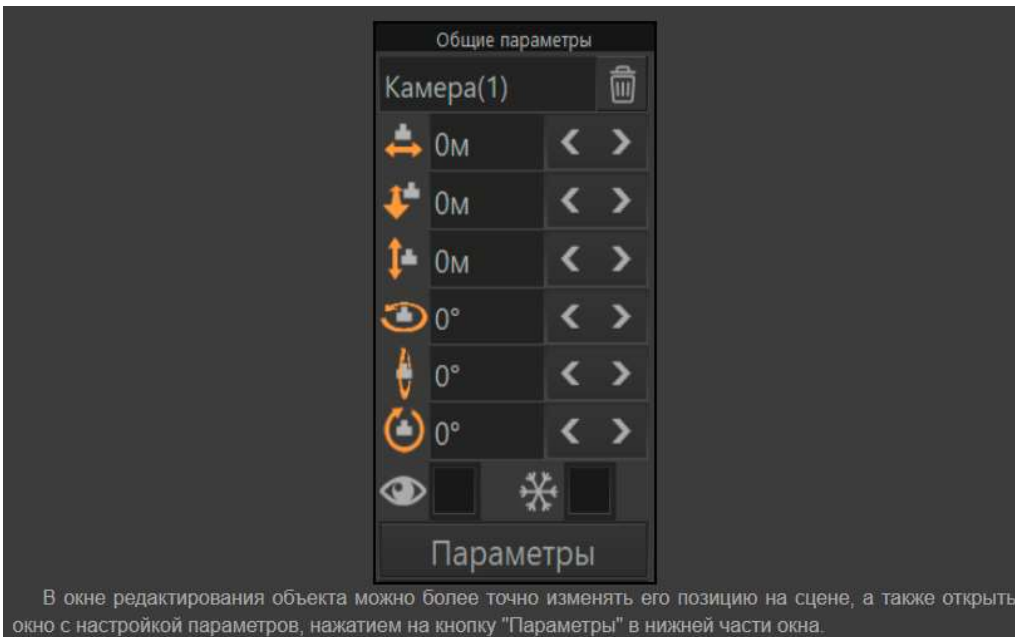 Общие параметры
Камера(1)
0м
0м
0м
0°
0°
0°
Параметры
В окне редактирования объекта можно более точно изменять его позицию на сцене, а также открыть
окно с настройкой параметров, нажатием на кнопку "Параметры" в нижней части окна.